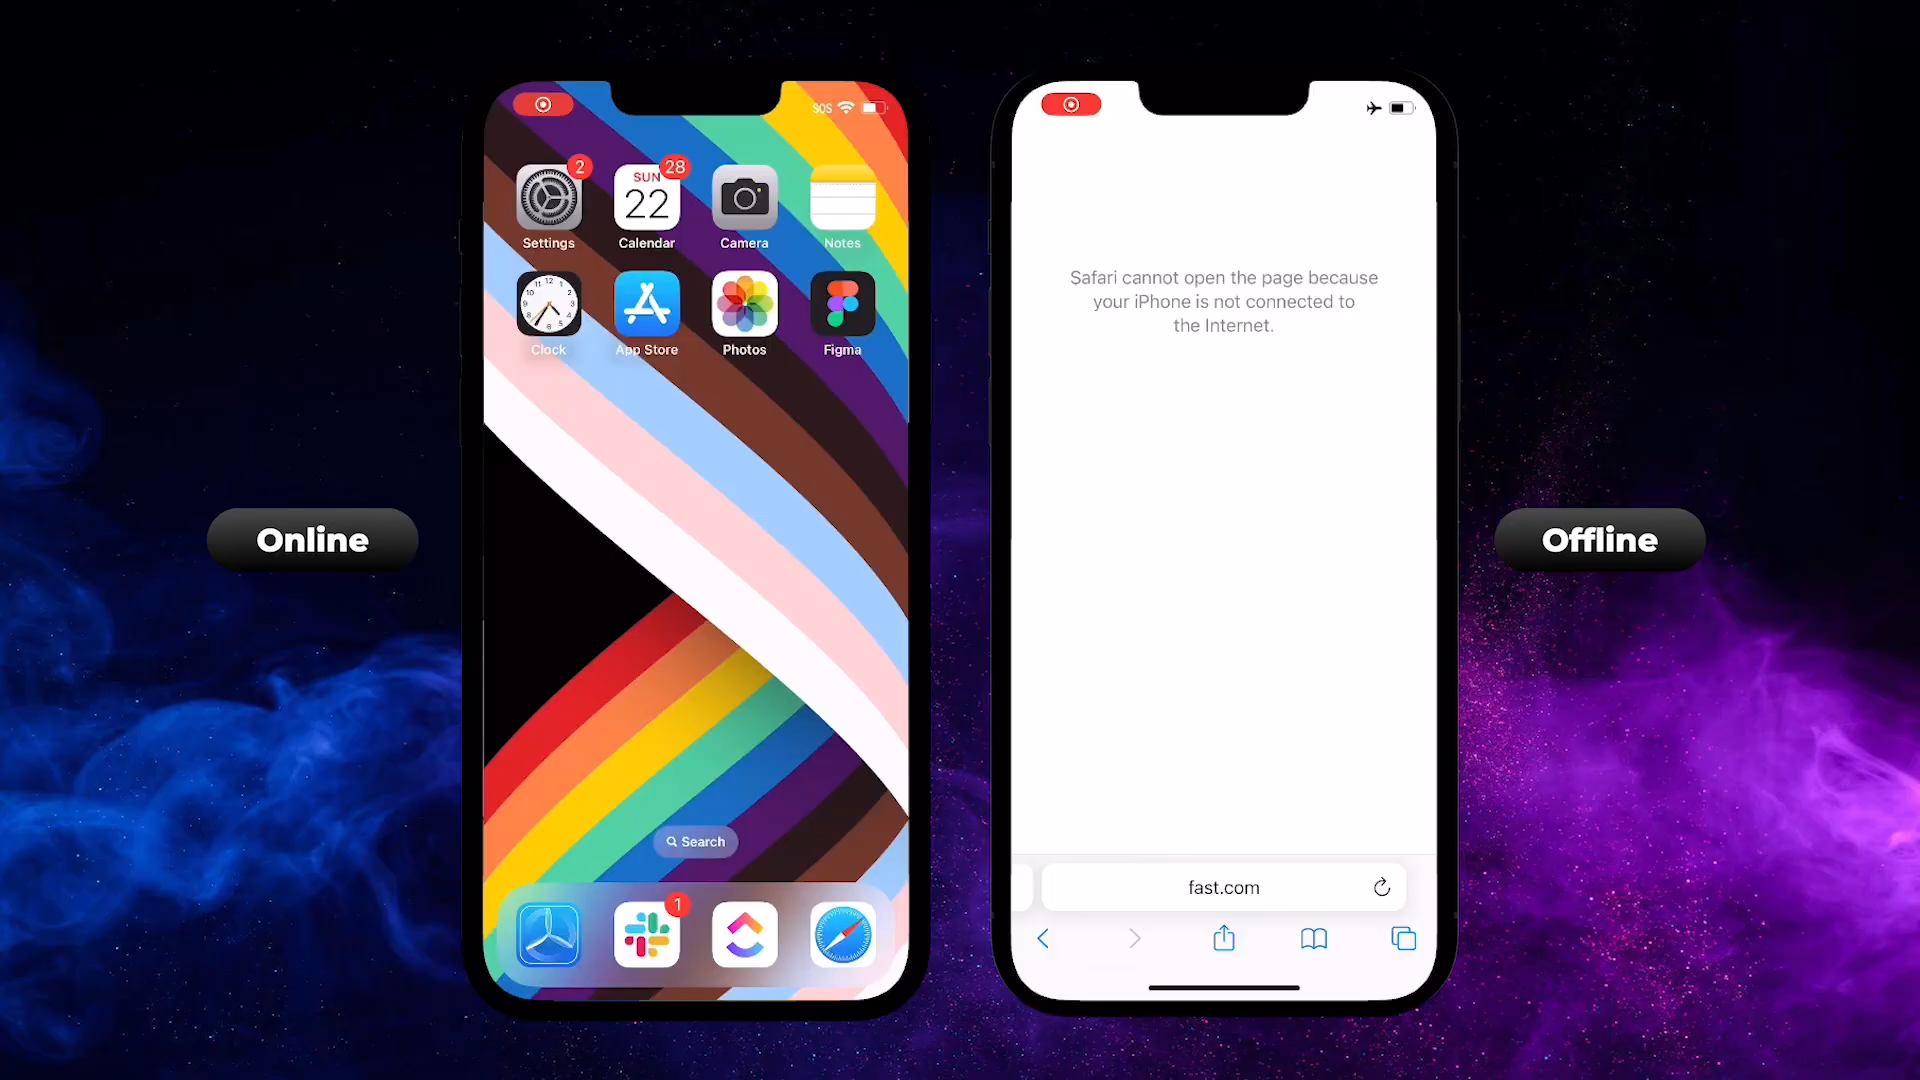 SOS
2
28
SUN
22
Settings
Calendar
Camera
Notes
Clock
App Store
Photos
Figma
Search
1
Online
Safari cannot open the page because
your iPhone is not connected to
the Internet.
fast.com
Offline